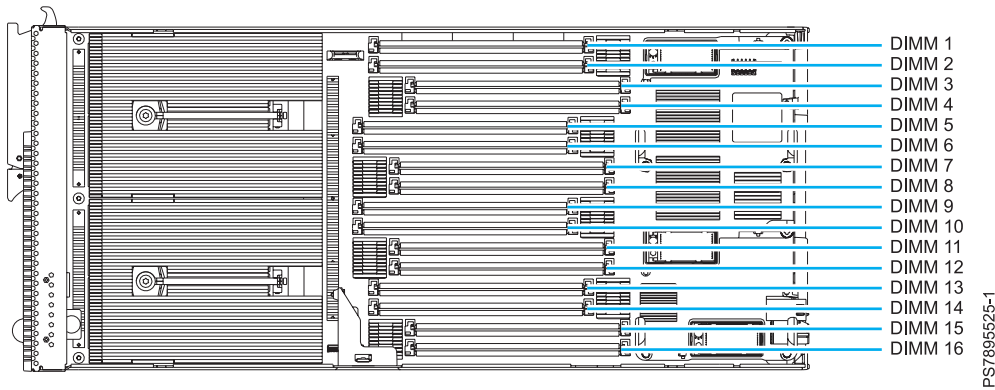 DIMM 1
DIMM 2
DIMM 3
DIMM 4
DIMM 5
DIMM 6
DIMM 7
DIMM 8
DIMM 9
DIMM 10
DIMM 11
DIMM 12
DIMM 13
DIMM 14
DIMM 15
DIMM 16
PS7895525-1